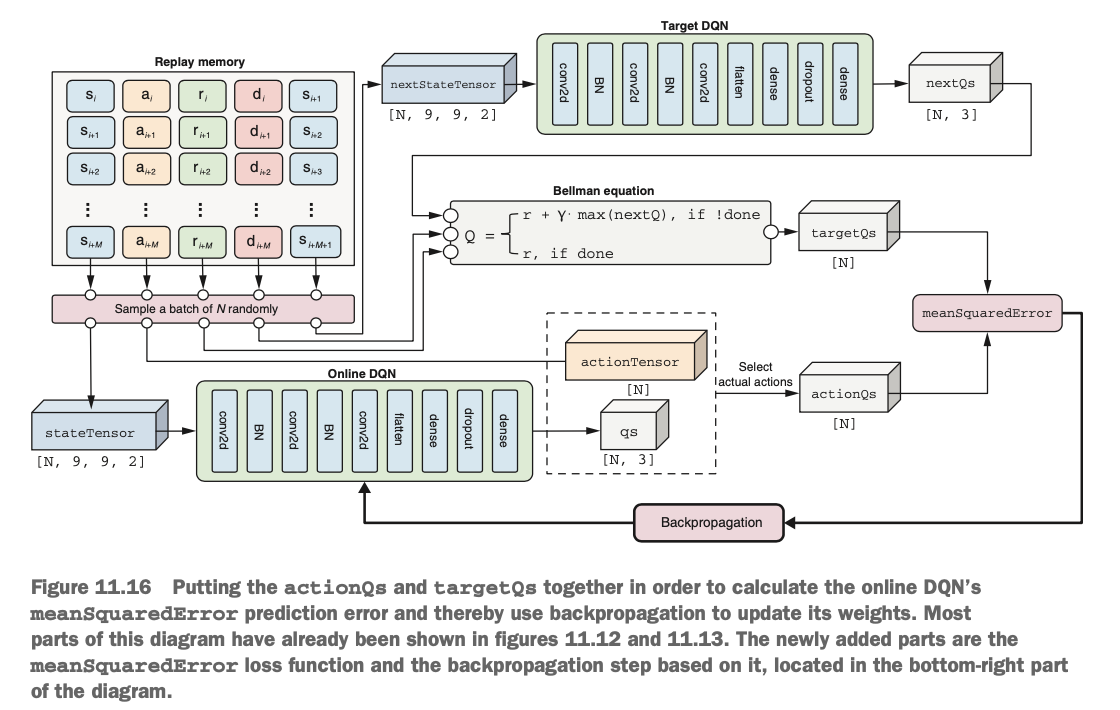 Target DQN
Replay memory
s_i a_i r_i d_i s_{i+1}
s_{i+1} a_{i+1} r_{i+1} d_{i+1} s_{i+2}
s_{i+2} a_{i+2} r_{i+2} d_{i+2} s_{i+3}
⋮ ⋮ ⋮ ⋮ ⋮
s_{i+M} a_{i+M} r_{i+M} d_{i+M} s_{i+M+1}
Sample a batch of N randomly
nextStateTensor
[N, 9, 9, 2]
conv2d
BN
conv2d
BN
conv2d
flatten
dense
dropout
dense
nextQs
[N, 3]
Bellman equation
Q = {
r + γ· max(nextQ), if !done
r, if done
targetQs
[N]
meanSquaredError
actionTensor
[N]
Select
actual actions
actionQs
[N]
Online DQN
stateTensor
[N, 9, 9, 2]
conv2d
BN
conv2d
BN
conv2d
flatten
dense
dropout
dense
qs
[N, 3]
Backpropagation
Figure 11.16 Putting the actionQs and targetQs together in order to calculate the online DQN’s
meanSquaredError prediction error and thereby use backpropagation to update its weights. Most
parts of this diagram have already been shown in figures 11.12 and 11.13. The newly added parts are the
meanSquaredError loss function and the backpropagation step based on it, located in the bottom-right part
of the diagram.